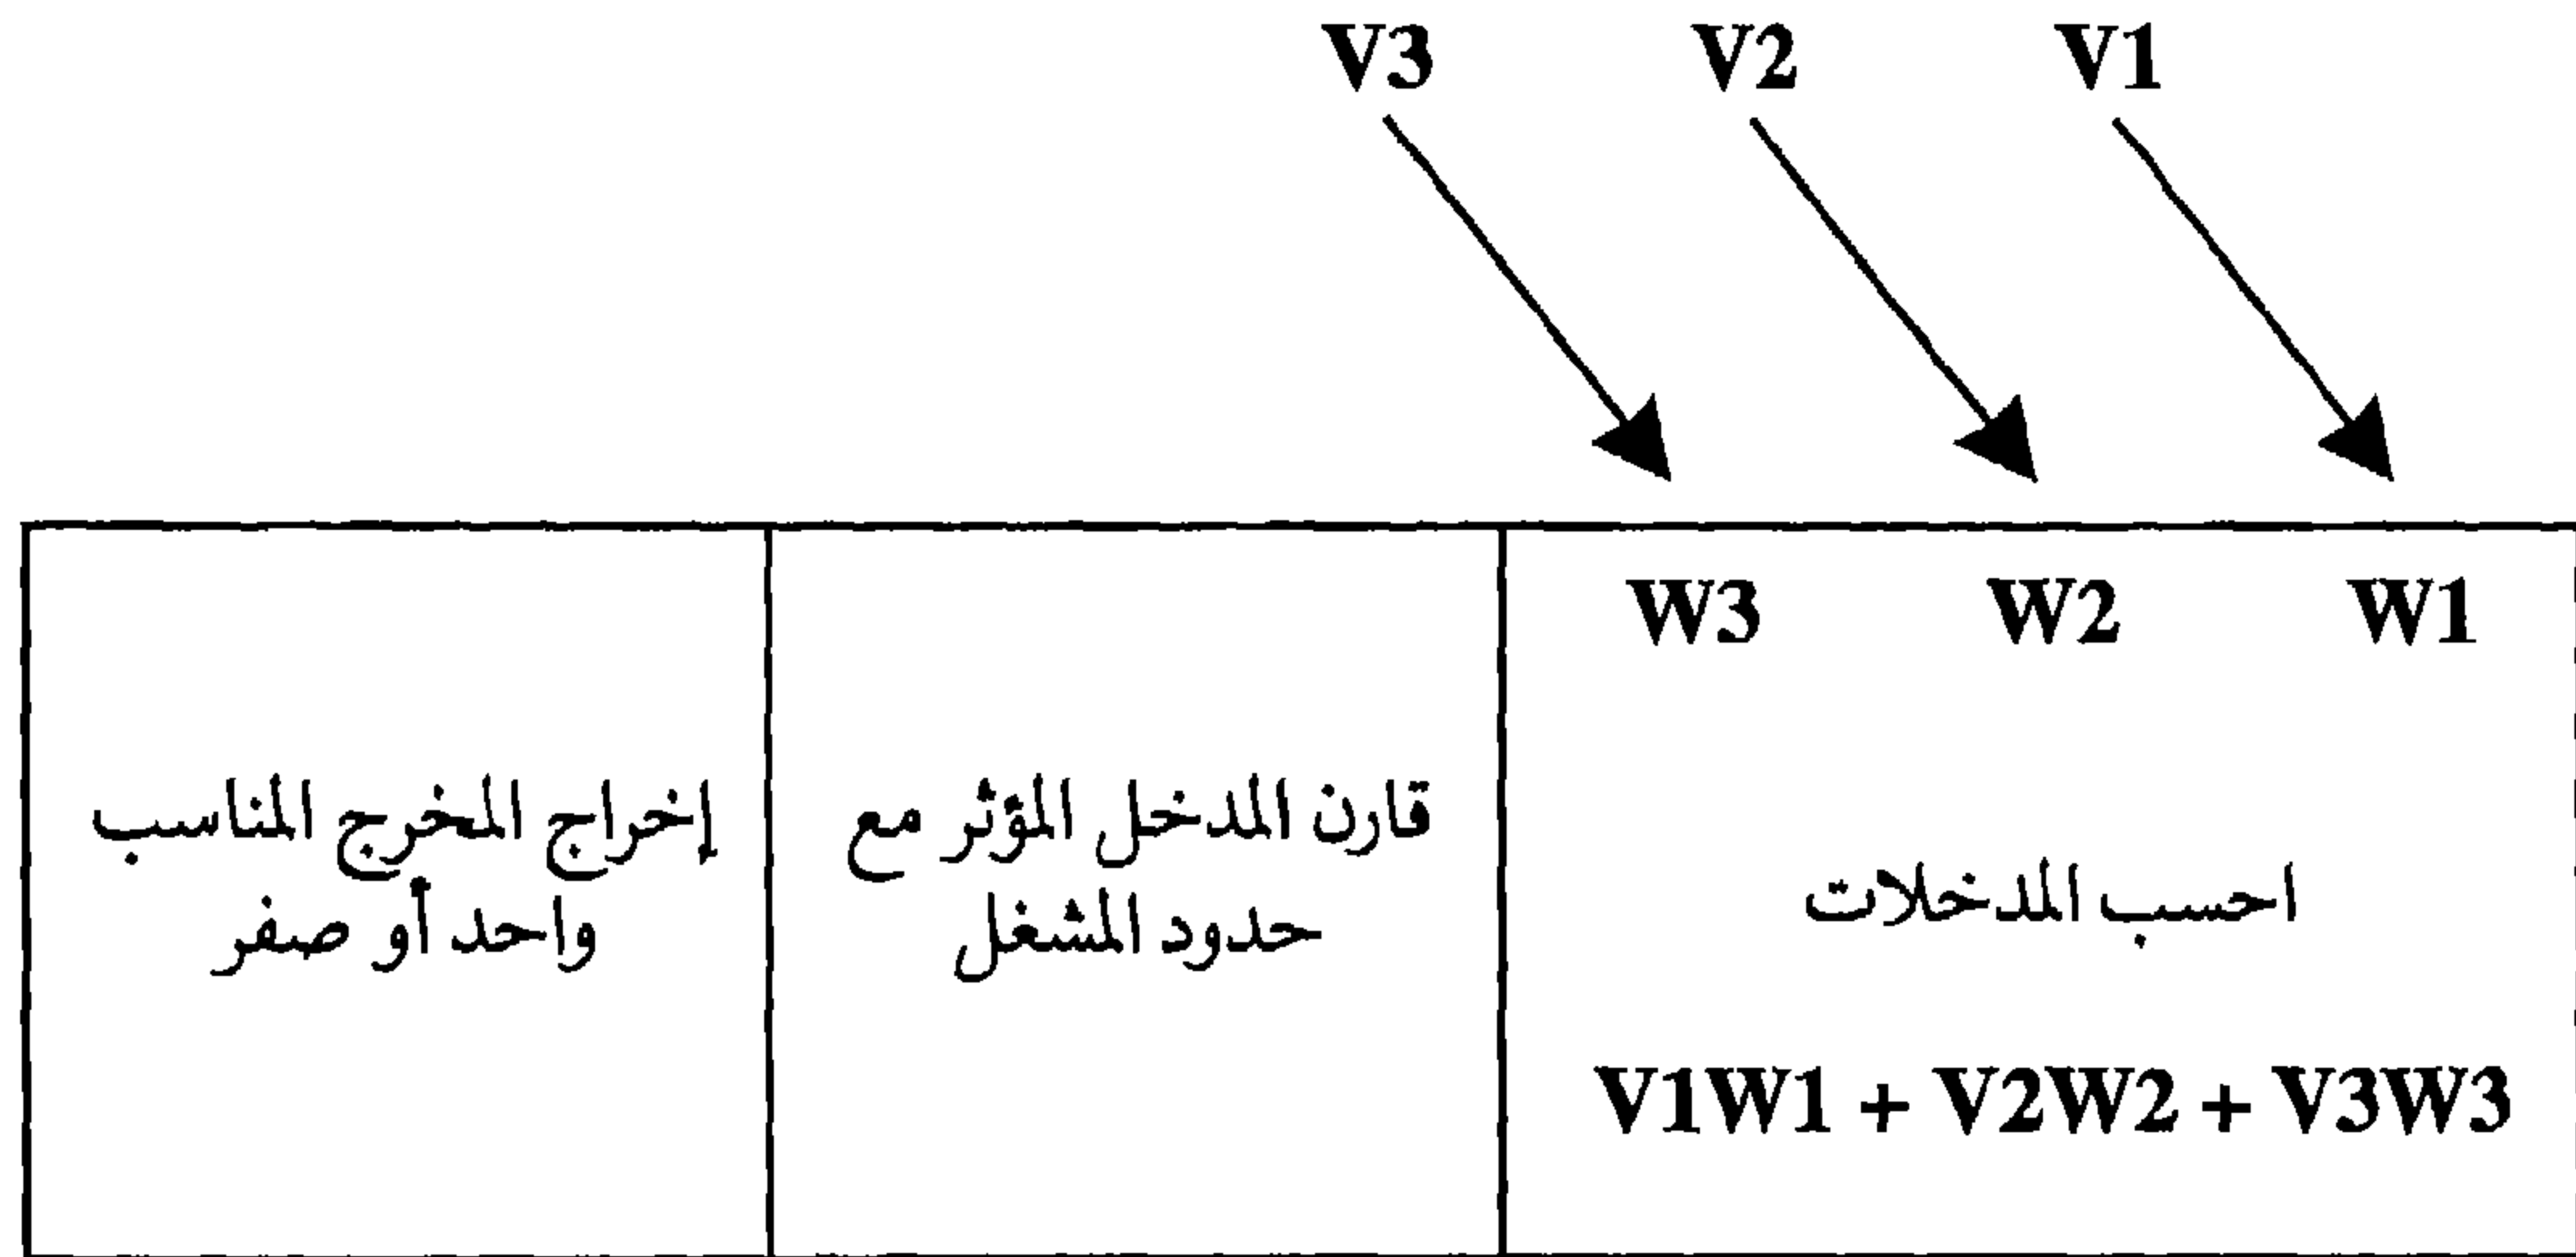 V3 V2 V1
W3 W2 W1
احسب المدخلات
V1W1 + V2W2 + V3W3
قارن المدخل المؤثر مع
حدود المشغل
إخراج المخرج المناسب
واحد أو صفر